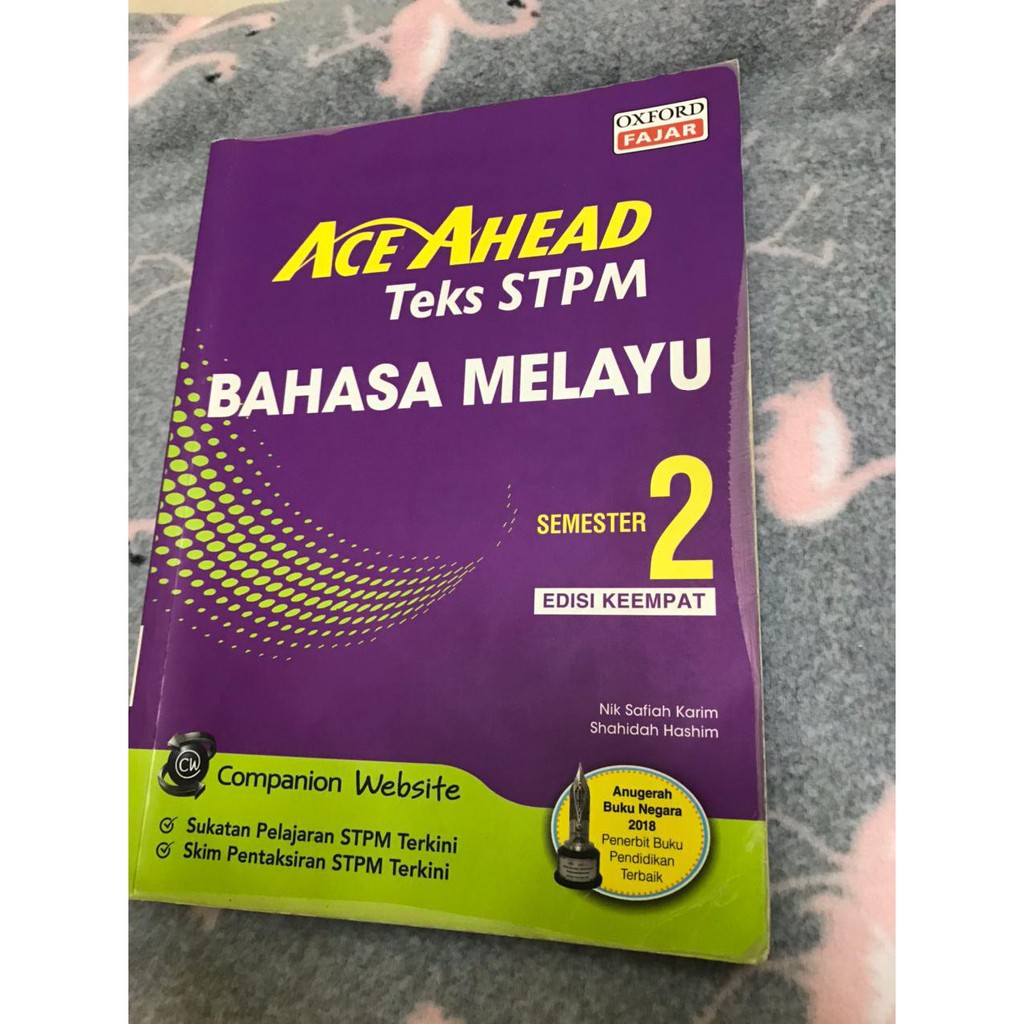 OXFORD
FAJAR
ACE AHEAD
Teks STPM
BAHASA MELAYU
SEMESTER 2
EDISI KEEMPAT
Nik Safiah Karim
Shahidah Hashim
CW
Companion Website
Sukatan Pelajaran STPM Terkini
Skim Pentaksiran STPM Terkini
Anugerah
Buku Negara
2018
Penerbit Buku
Pendidikan
Terbaik